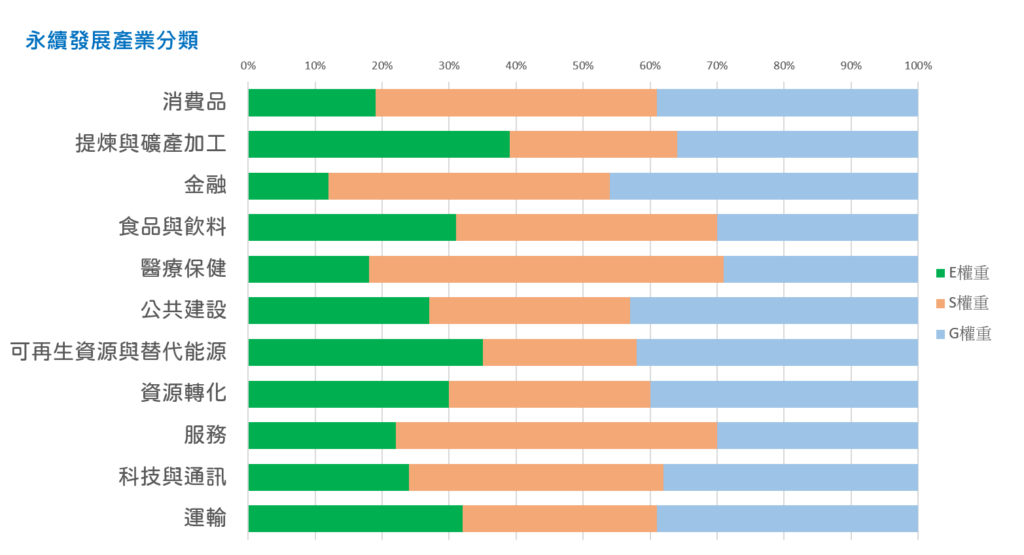 永續發展產業分類
0% 10% 20% 30% 40% 50% 60% 70% 80% 90% 100%
消費品
提煉與礦產加工
金融
食品與飲料
醫療保健
公共建設
可再生資源與替代能源
資源轉化
服務
科技與通訊
運輸
E權重
S權重
G權重